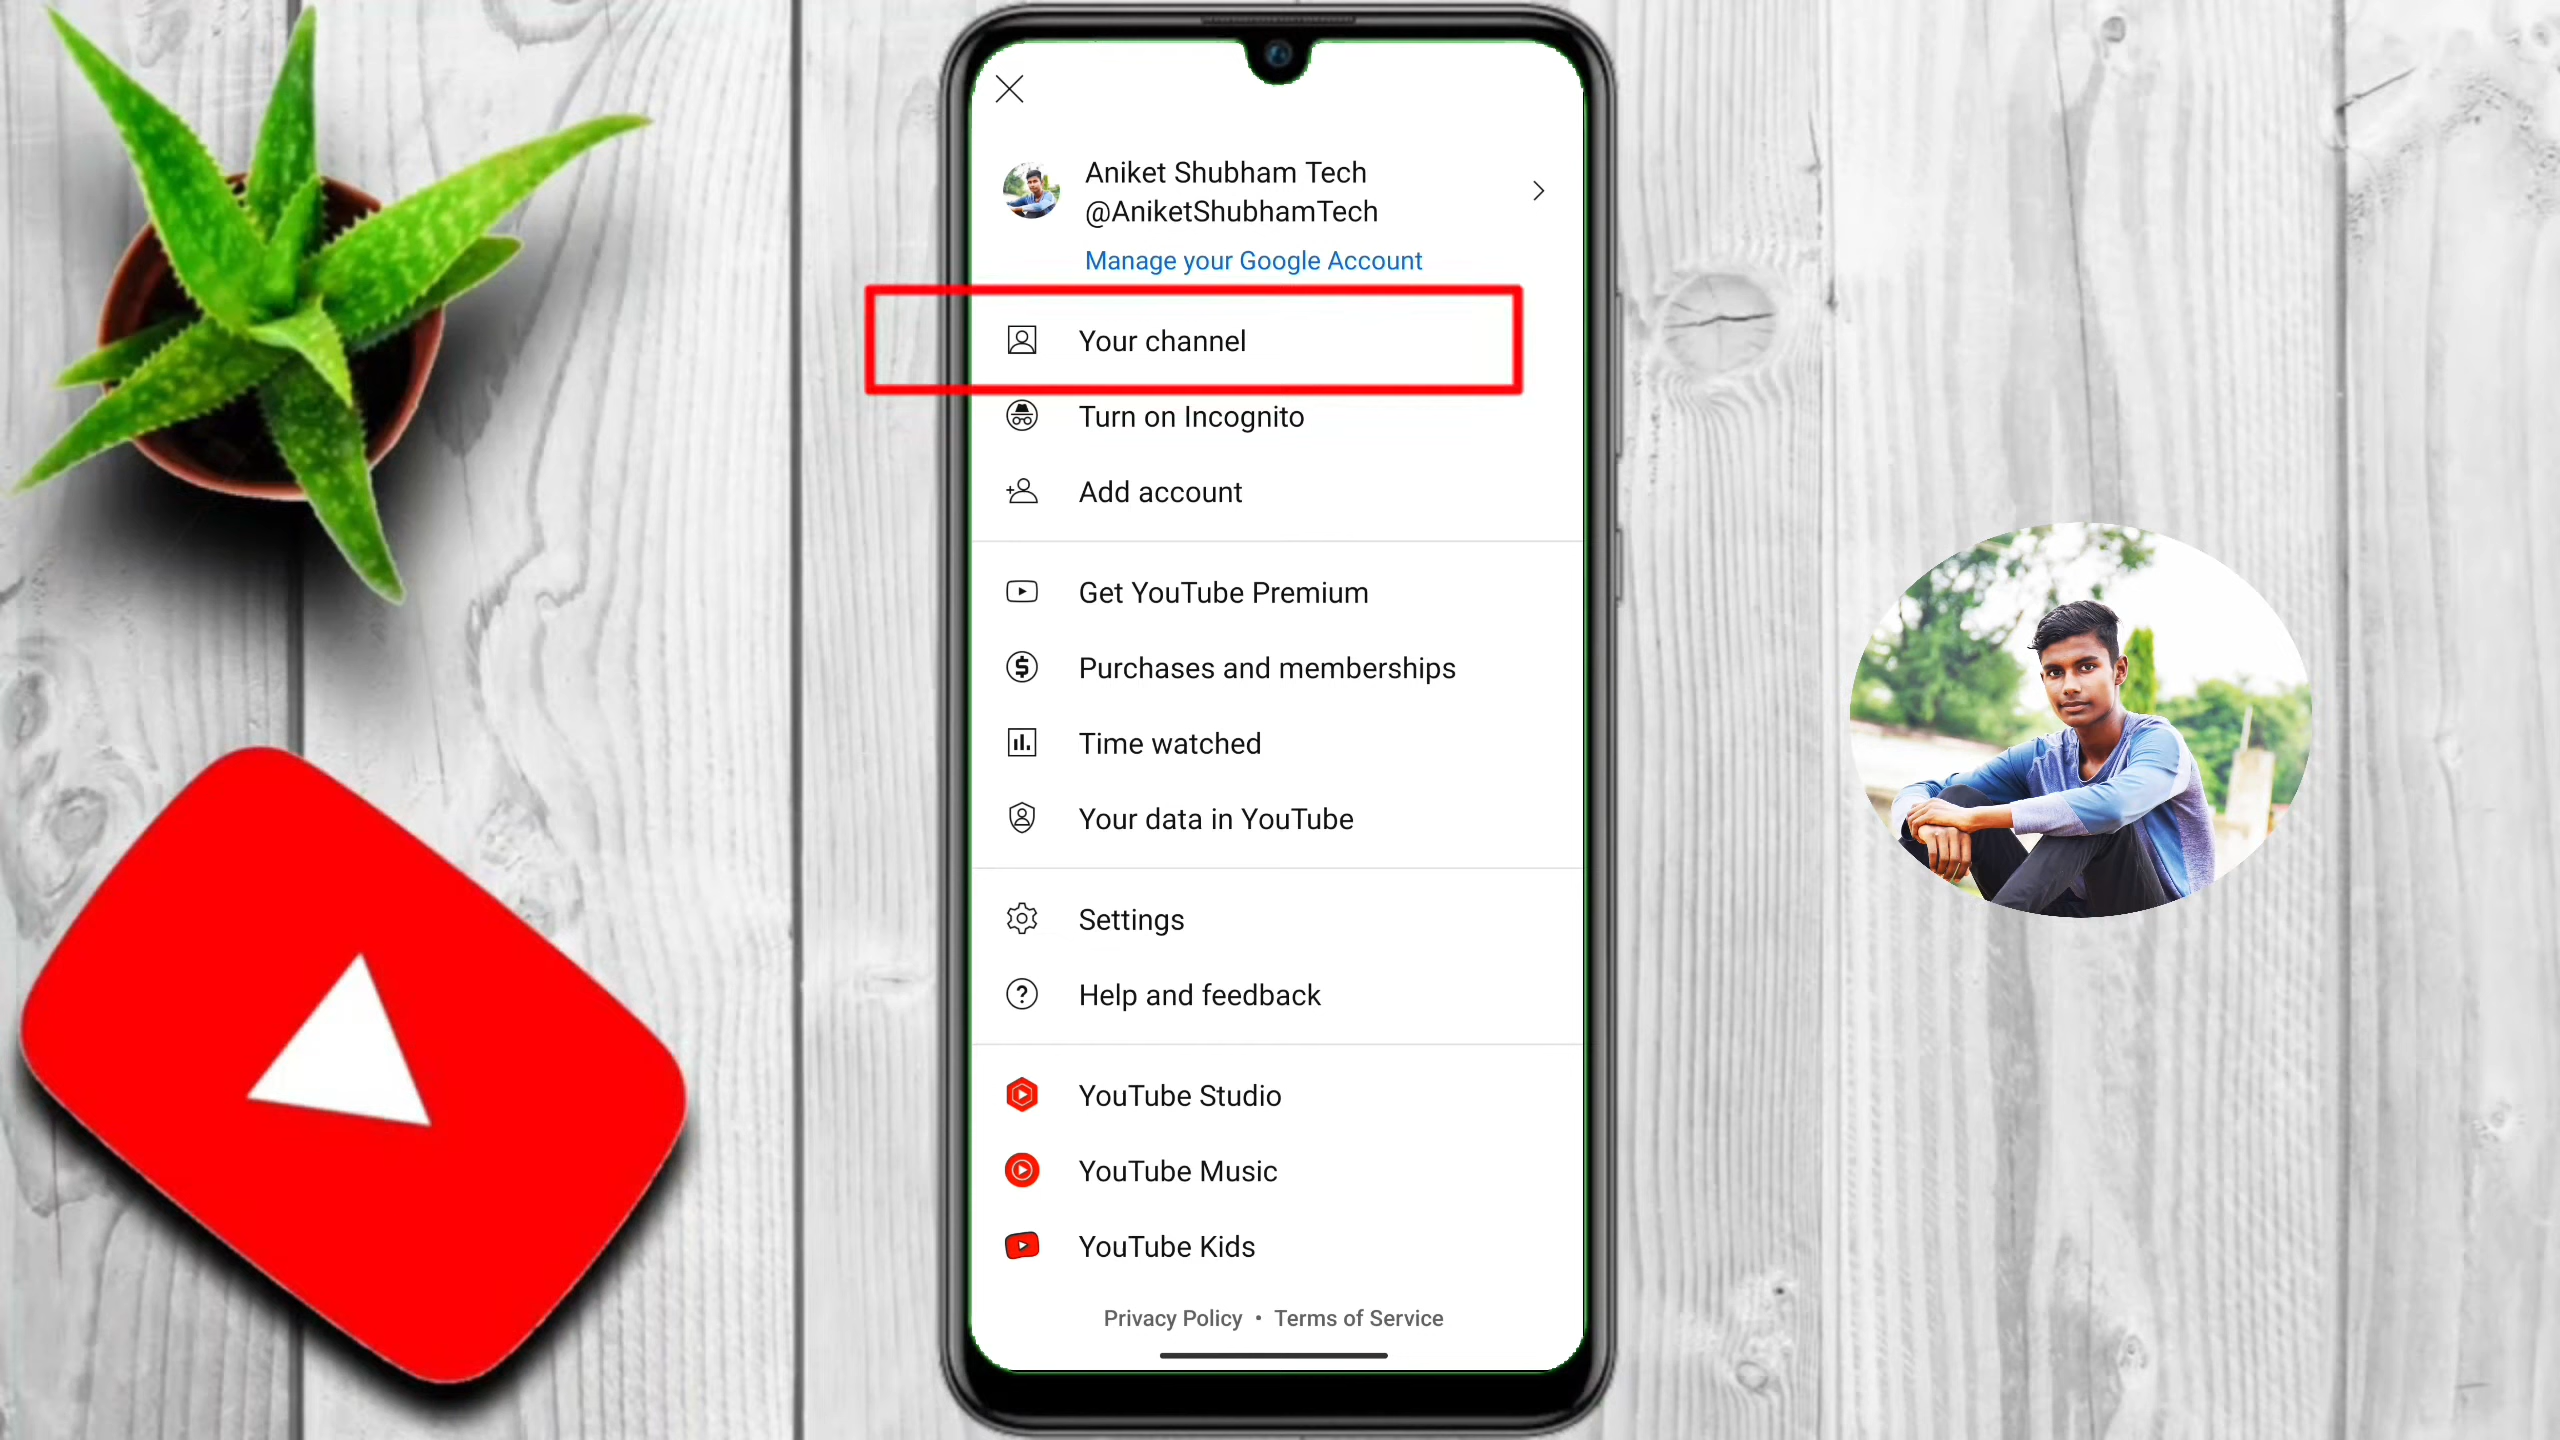 Aniket Shubham Tech
@AniketShubhamTech
Manage your Google Account
Your channel
Turn on Incognito
Add account
Get YouTube Premium
Purchases and memberships
Time watched
Your data in YouTube
Settings
Help and feedback
YouTube Studio
YouTube Music
YouTube Kids
Privacy Policy • Terms of Service